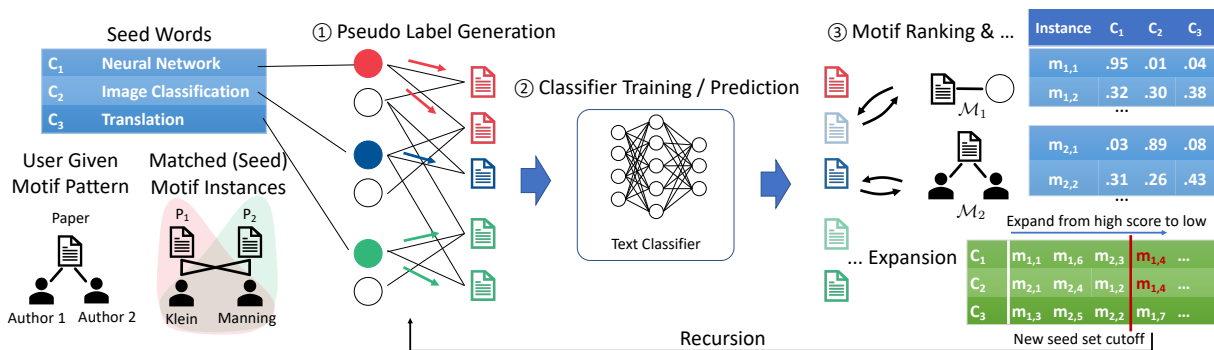 Seed Words
C1 Neural Network
C2 Image Classification
C3 Translation
User Given
Motif Pattern
Paper
Author 1 Author 2
Matched (Seed)
Motif Instances
P1 P2
Klein Manning
① Pseudo Label Generation
② Classifier Training / Prediction
Text Classifier
③ Motif Ranking & ...
M1
M2
Instance C1 C2 C3
m1,1 .95 .01 .04
m1,2 .32 .30 .38
...
m2,1 .03 .89 .08
m2,2 .31 .26 .43
...
Expand from high score to low
... Expansion
C1 m1,1 m1,6 m2,3 m1,4 ...
C2 m2,1 m2,4 m1,2 m1,4 ...
C3 m1,3 m2,5 m2,2 m1,7 ...
New seed set cutoff
Recursion